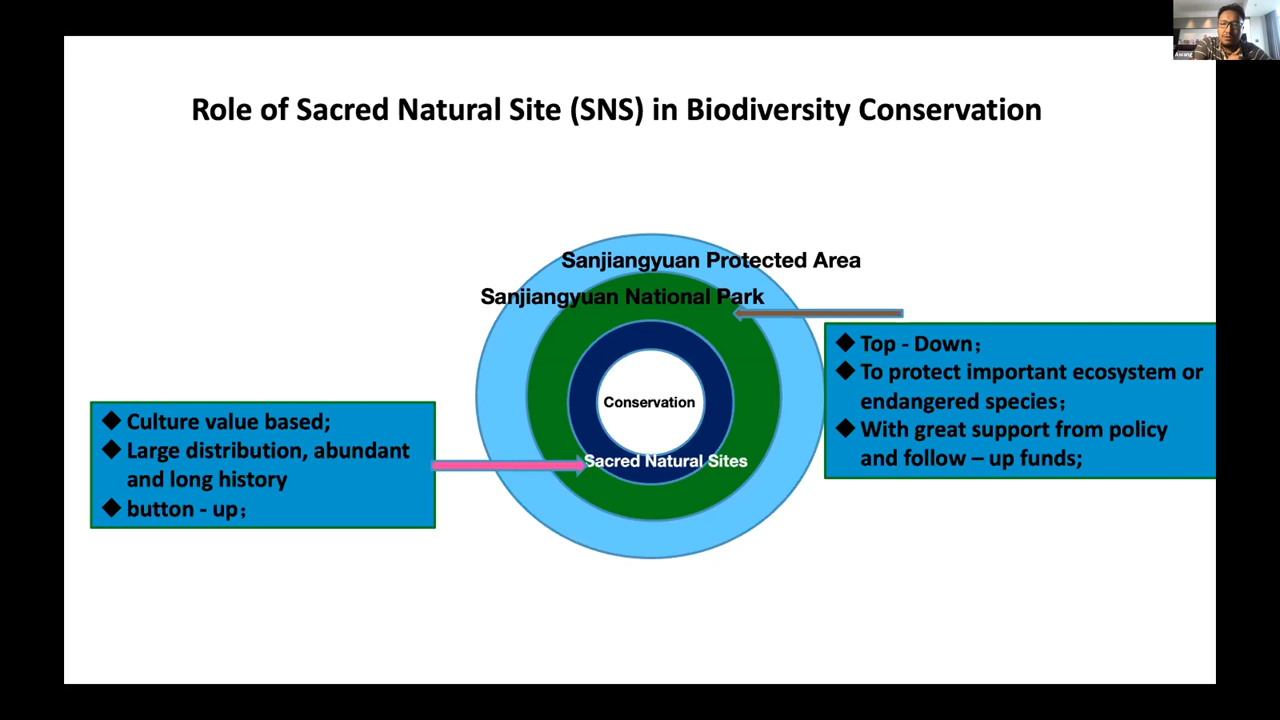 Role of Sacred Natural Site (SNS) in Biodiversity Conservation
Sanjiangyuan Protected Area
Sanjiangyuan National Park
Conservation
Sacred Natural Sites
◆ Culture value based;
◆ Large distribution, abundant
and long history
◆ button - up；
◆ Top - Down；
◆ To protect important ecosystem or
endangered species；
◆ With great support from policy
and follow – up funds;